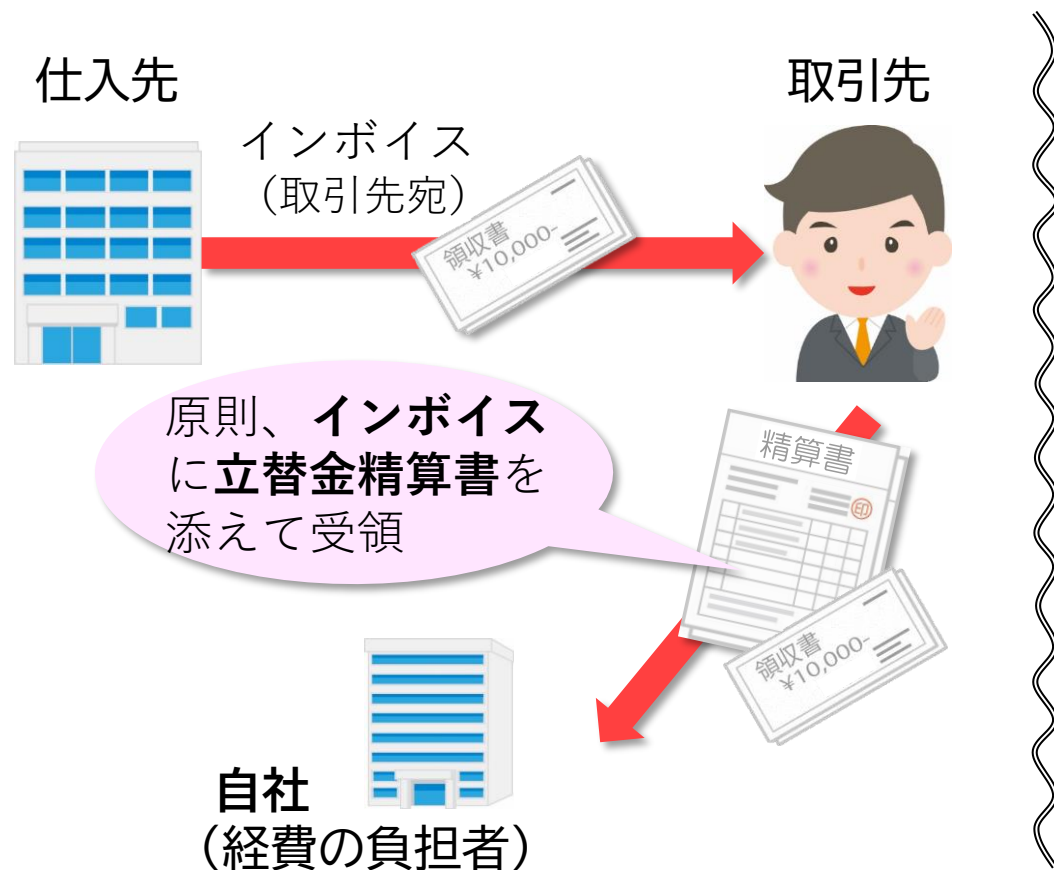 仕入先
取引先
インボイス
（取引先宛）
領収書
¥10,000-
原則、インボイス
に立替金精算書を
添えて受領
精算書
印
領収書
¥10,000-
自社
（経費の負担者）